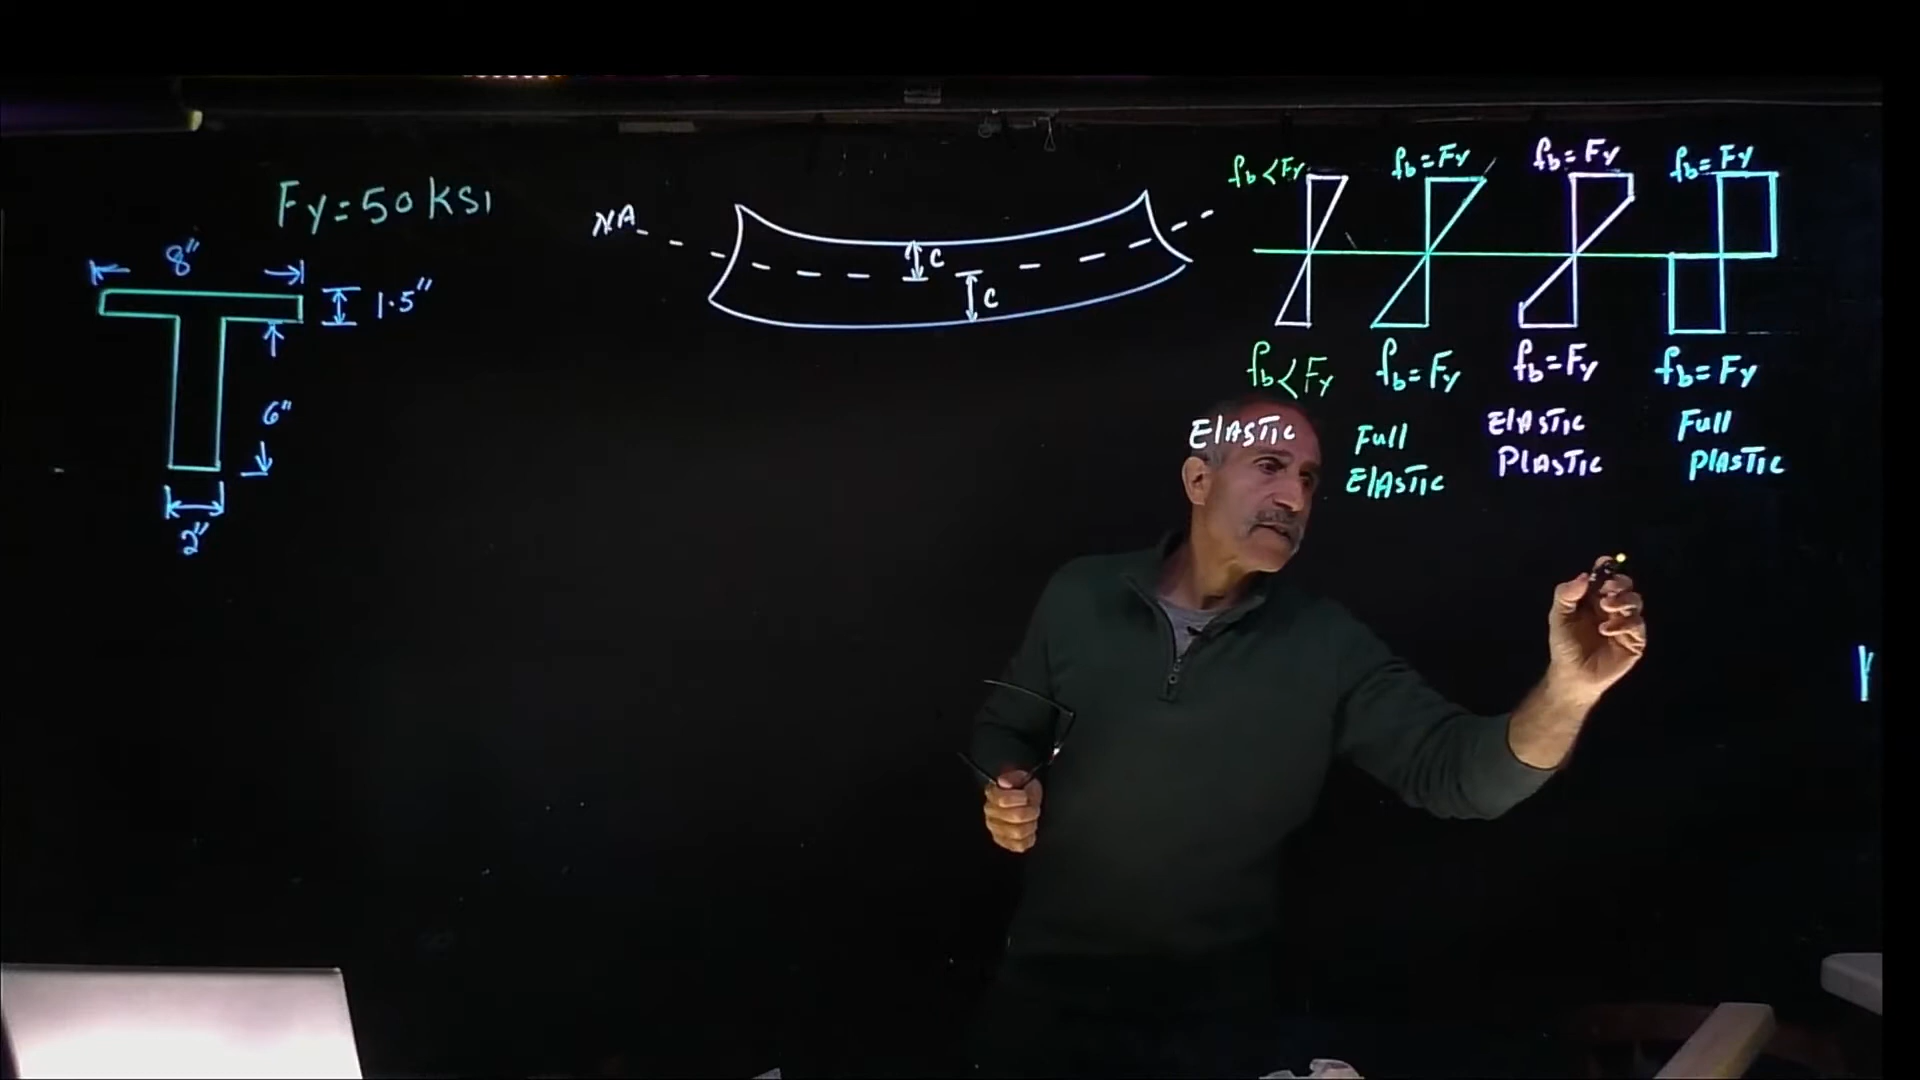 Fy=50 KSI
8"
1.5"
6"
2"
NA
c
c
fb<Fy
fb=Fy
fb=Fy
fb=Fy
fb<Fy
fb=Fy
fb=Fy
fb=Fy
ElASTIC
Full
ElASTIC
ElASTIC
PlASTIC
Full
PlASTIC